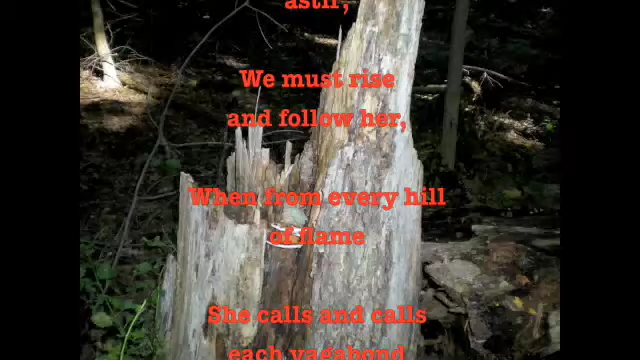 astir;
We must rise
and follow her,
When from every hill
of flame
She calls and calls
each vagabond